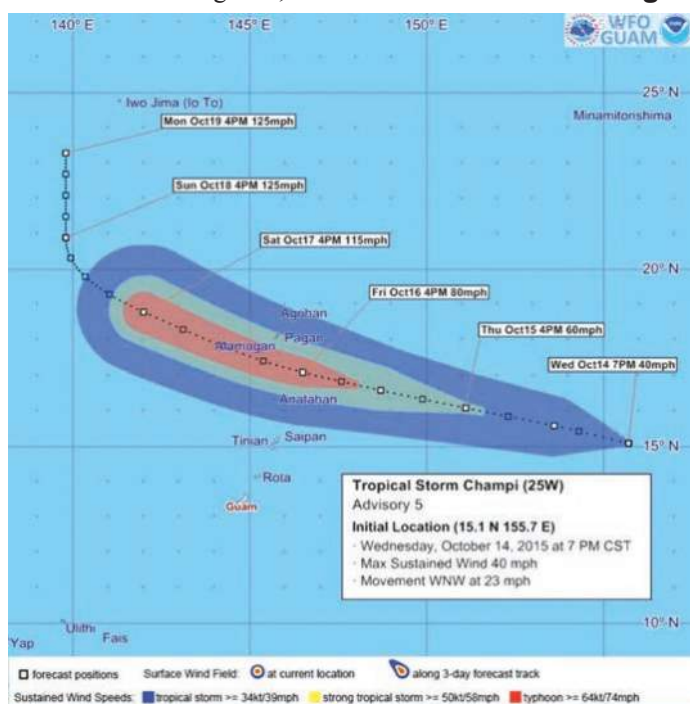 140° E
145° E
150° E
WFO
GUAM
25° N
Iwo Jima (Io To)
Minamitorishima
Mon Oct19 4PM 125mph
Sun Oct18 4PM 125mph
Sat Oct17 4PM 115mph
20° N
Fri Oct16 4PM 80mph
Agrihan
Pagan
Thu Oct15 4PM 60mph
Alamagan
Wed Oct14 7PM 40mph
Anatahan
Tinian
Saipan
15° N
Rota
Guam
Tropical Storm Champi (25W)
Advisory 5
Initial Location (15.1 N 155.7 E)
· Wednesday, October 14, 2015 at 7 PM CST
· Max Sustained Wind 40 mph
· Movement WNW at 23 mph
10° N
Ulithi
Yap
Fais
forecast positions Surface Wind Field: at current location along 3-day forecast track
Sustained Wind Speeds: tropical storm >= 34kt/39mph strong tropical storm >= 50kt/58mph typhoon >= 64kt/74mph